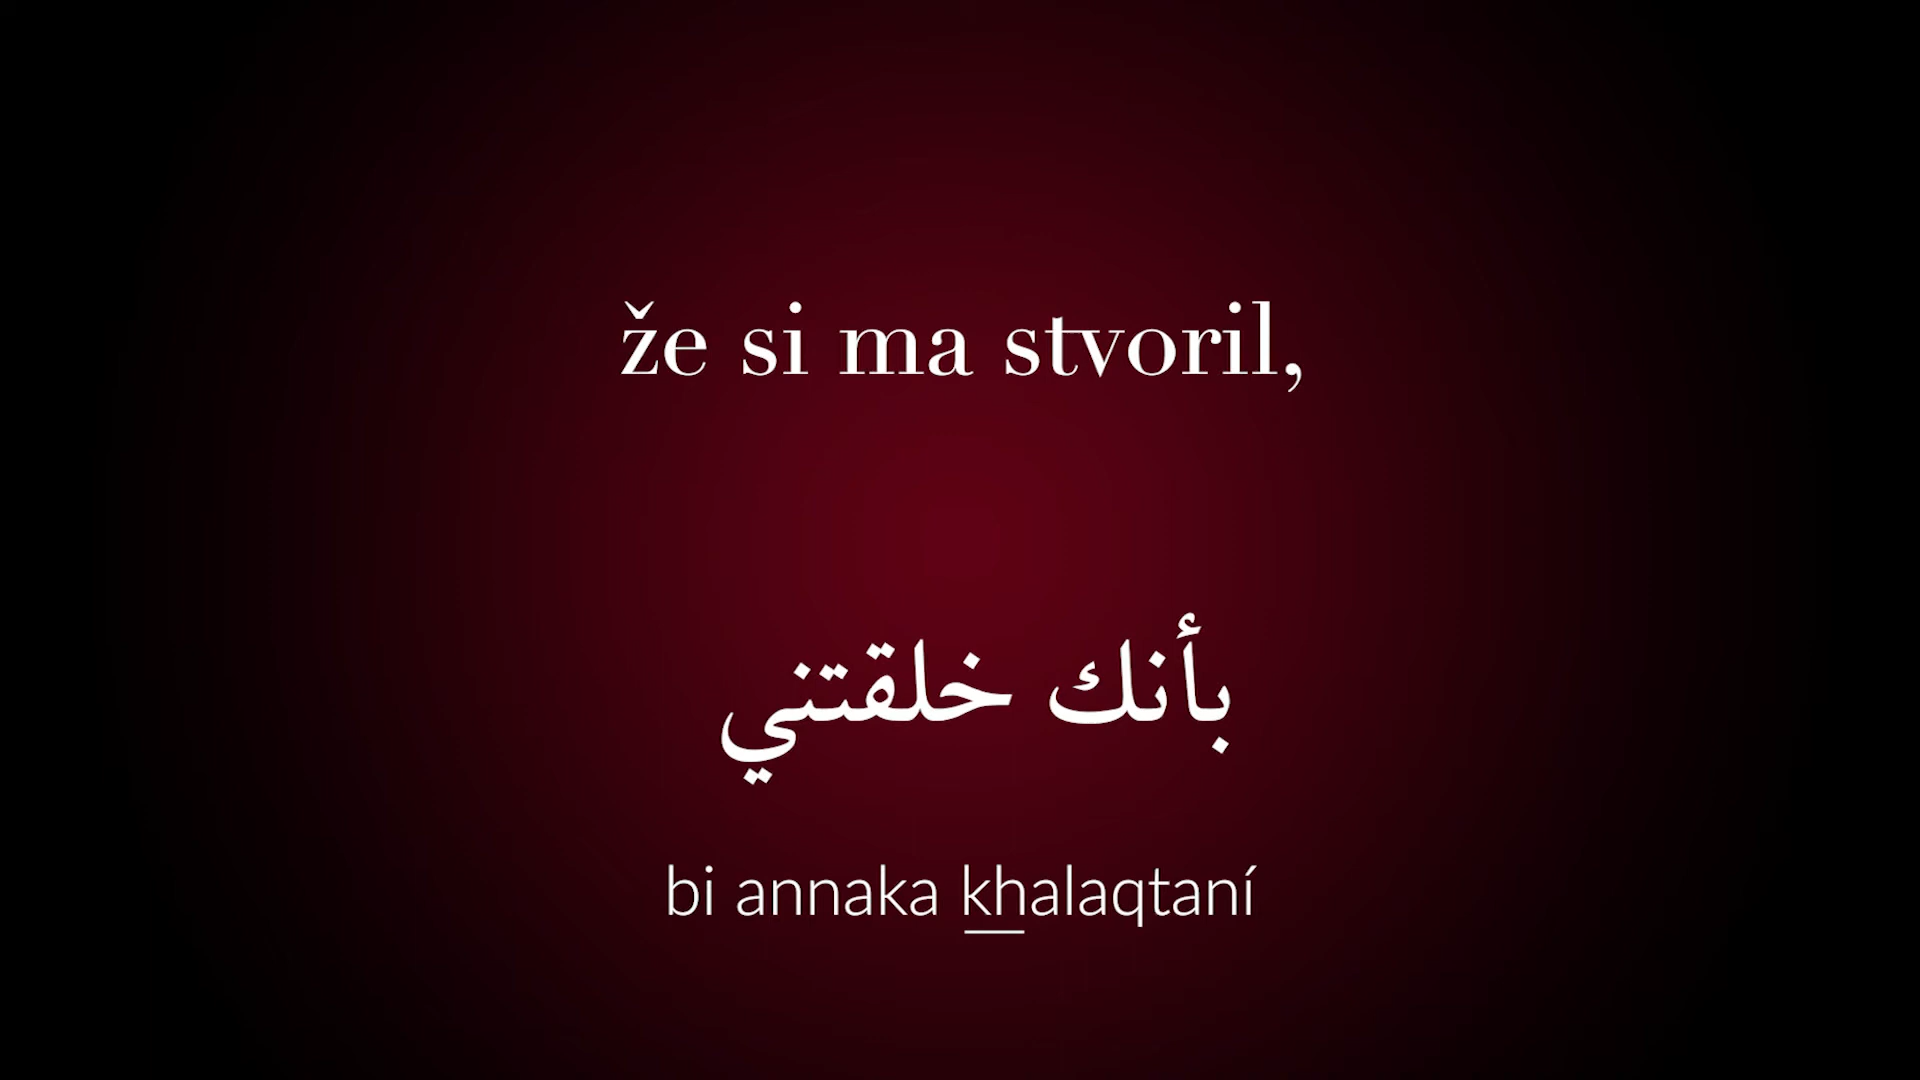 že si ma stvoril,
بأنك خلقتني
bi annaka khalaqtaní